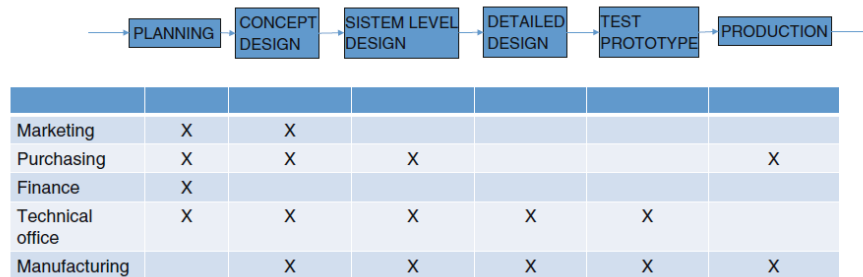 PLANNING
CONCEPT
DESIGN
SISTEM LEVEL
DESIGN
DETAILED
DESIGN
TEST
PROTOTYPE
PRODUCTION
Marketing X X
Purchasing X X X X
Finance X
Technical X X X X X
office
Manufacturing X X X X X